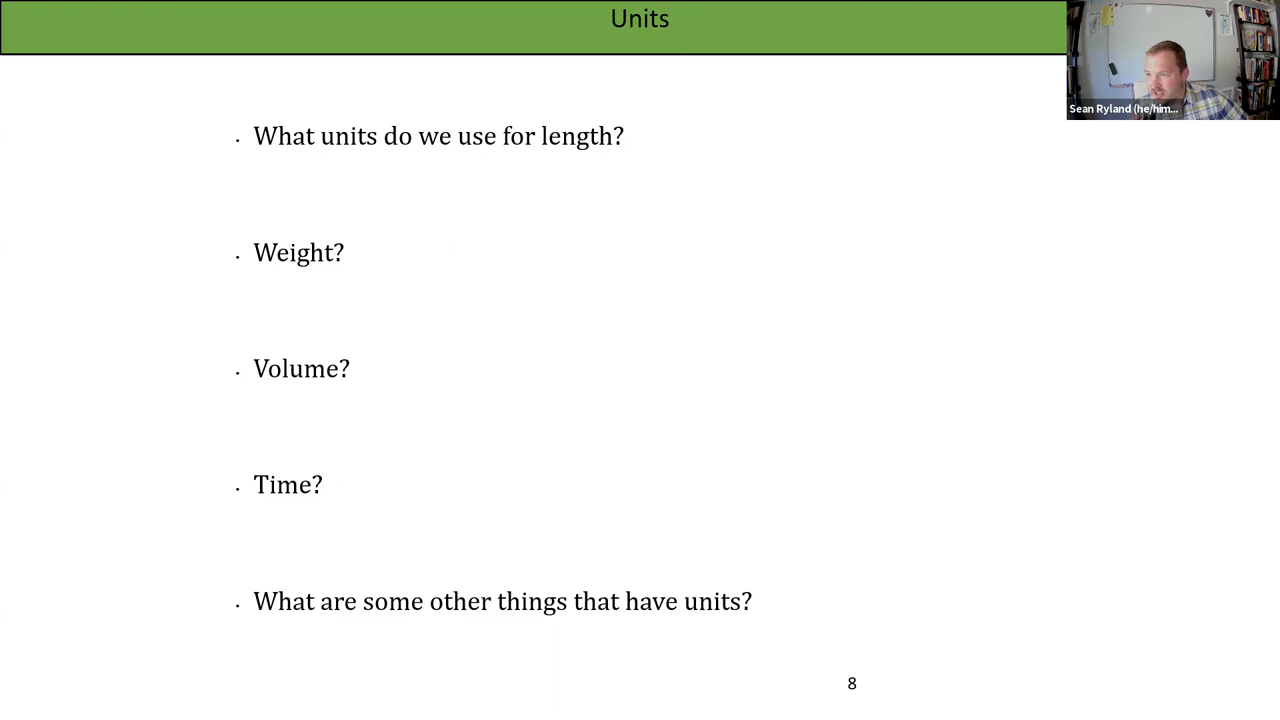 Units
Sean Ryland (he/him...
· What units do we use for length?
· Weight?
· Volume?
· Time?
· What are some other things that have units?
8